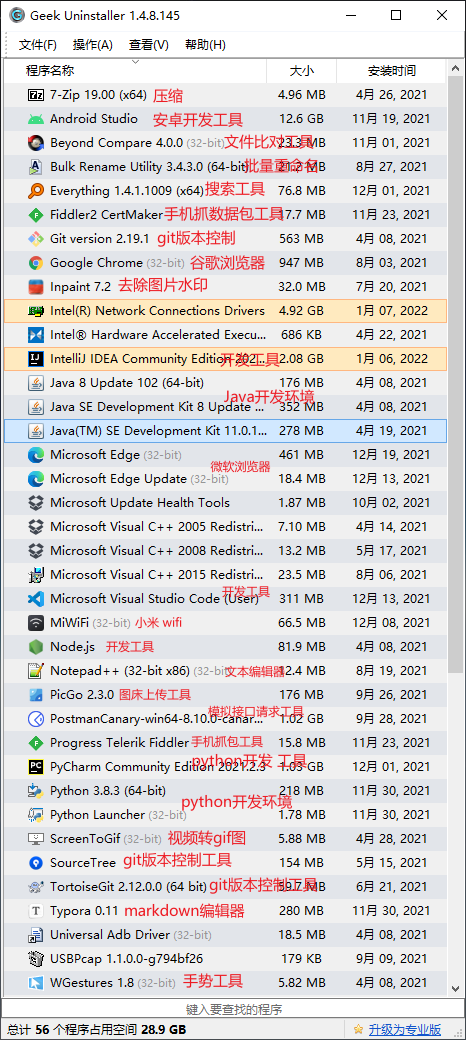 Geek Uninstaller 1.4.8.145
文件(F) 操作(A) 查看(V) 帮助(H)
程序名称 大小 安装时间
7-Zip 19.00 (x64) 压缩 4.96 MB 4月 26, 2021
Android Studio 安卓开发工具 12.6 GB 11月 19, 2021
Beyond Compare 4.0.0 (32-bit) 文件比对工具 23.3 MB 11月 01, 2021
Bulk Rename Utility 3.4.3.0 (64-bit) 批量重命名 21.2 MB 8月 27, 2021
Everything 1.4.1.1009 (x64) 搜索工具 76.8 MB 12月 01, 2021
Fiddler2 CertMaker 手机抓数据包工具 17.7 MB 11月 23, 2021
Git version 2.19.1 git版本控制 563 MB 4月 08, 2021
Google Chrome (32-bit) 谷歌浏览器 947 MB 8月 03, 2021
Inpaint 7.2 去除图片水印 32.0 MB 7月 20, 2021
Intel(R) Network Connections Drivers 4.92 GB 1月 07, 2022
Intel® Hardware Accelerated Execu... 686 KB 4月 22, 2021
IntelliJ IDEA Community Edition 202... 开发工具 2.08 GB 1月 06, 2022
Java 8 Update 102 (64-bit) 176 MB 4月 08, 2021
Java开发环境
Java SE Development Kit 8 Update ... 352 MB 4月 08, 2021
Java(TM) SE Development Kit 11.0.1... 278 MB 4月 19, 2021
Microsoft Edge (32-bit) 461 MB 12月 19, 2021
微软浏览器
Microsoft Edge Update (32-bit) 18.4 MB 12月 13, 2021
Microsoft Update Health Tools 1.87 MB 10月 02, 2021
Microsoft Visual C++ 2005 Redistri... 7.10 MB 4月 14, 2021
Microsoft Visual C++ 2008 Redistri... 13.2 MB 5月 17, 2021
Microsoft Visual C++ 2015 Redistri... 23.5 MB 8月 06, 2021
Microsoft Visual Studio Code (User) 开发工具 311 MB 12月 13, 2021
MiWiFi (32-bit) 小米 wifi 66.5 MB 12月 08, 2021
Node.js 开发工具 81.9 MB 4月 08, 2021
Notepad++ (32-bit x86) (32-bit) 文本编辑器 12.4 MB 8月 19, 2021
PicGo 2.3.0 图床上传工具 176 MB 9月 26, 2021
PostmanCanary-win64-8.10.0-canar... 模拟接口请求工具 1.02 GB 9月 28, 2021
Progress Telerik Fiddler 手机抓包工具 15.8 MB 11月 23, 2021
PyCharm Community Edition 2021.2.3 python开发 工具 1.03 GB 12月 01, 2021
Python 3.8.3 (64-bit) 218 MB 11月 30, 2021
python开发环境
Python Launcher (32-bit) 1.78 MB 11月 30, 2021
ScreenToGif (32-bit) 视频转gif图 5.88 MB 4月 28, 2021
SourceTree git版本控制工具 154 MB 5月 15, 2021
TortoiseGit 2.12.0.0 (64 bit) git版本控制工具 MB 6月 21, 2021
Typora 0.11 markdown编辑器 280 MB 11月 30, 2021
Universal Adb Driver (32-bit) 18.5 MB 4月 08, 2021
USBPcap 1.1.0.0-g794bf26 179 KB 9月 09, 2021
WGestures 1.8 (32-bit) 手势工具 5.82 MB 4月 08, 2021
键入要查找的程序
总计 56 个程序占用空间 28.9 GB 升级为专业版